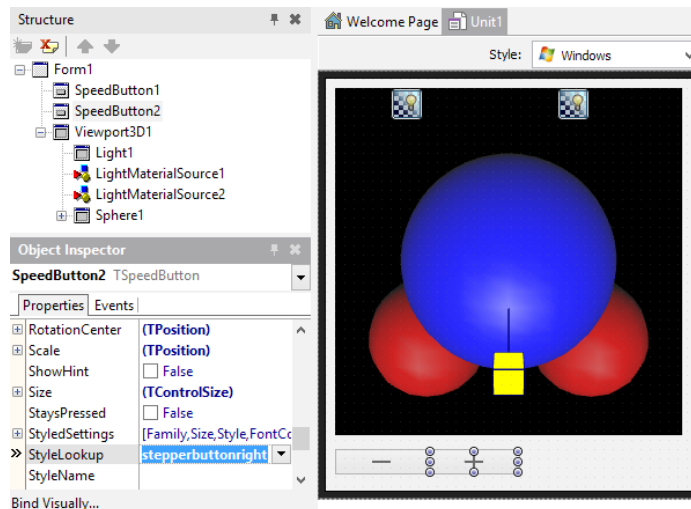 Structure
Welcome Page
Unit1
Style:
Windows
Form1
SpeedButton1
SpeedButton2
Viewport3D1
Light1
LightMaterialSource1
LightMaterialSource2
Sphere1
Object Inspector
SpeedButton2 TSpeedButton
Properties Events
RotationCenter (TPosition)
Scale (TPosition)
ShowHint False
Size (TControlSize)
StaysPressed False
StyledSettings [Family,Size,Style,FontCo
StyleLookup stepperbuttonright
StyleName
Bind Visually...